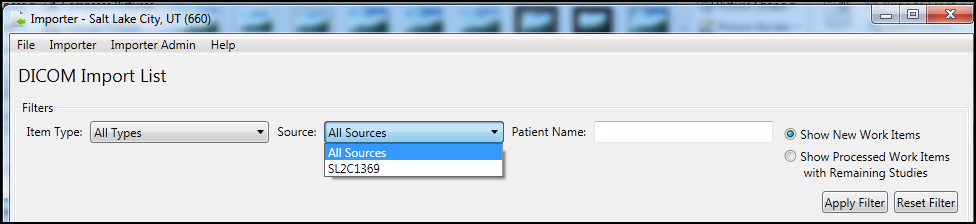 Importer - Salt Lake City, UT (660)
File Importer Importer Admin Help
DICOM Import List
Filters
Item Type: All Types Source: All Sources Patient Name: Show New Work Items
All Sources
SL2C1369
Show Processed Work Items
with Remaining Studies
Apply Filter Reset Filter